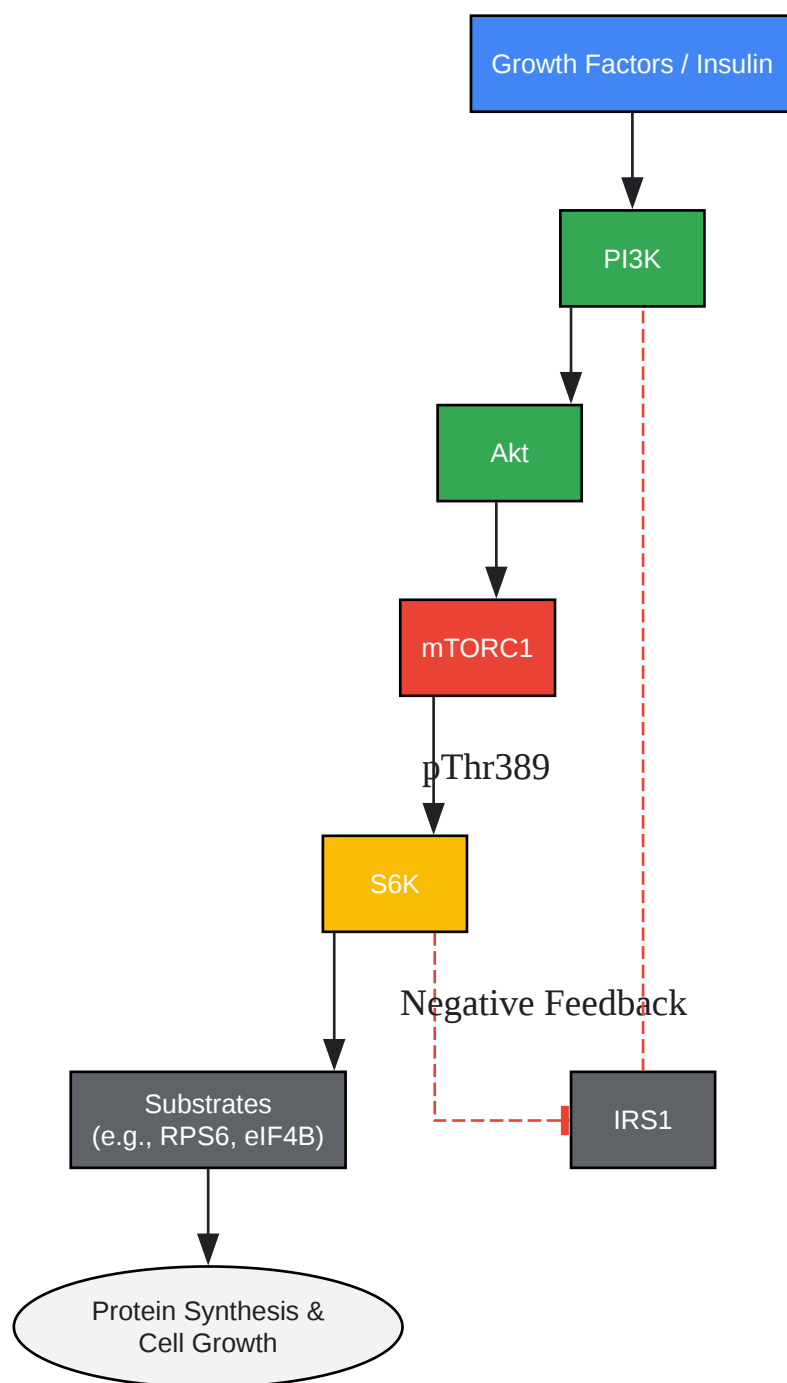 Growth Factors / Insulin
PI3K
Akt
mTORC1
pThr389
S6K
Negative Feedback
Substrates
(e.g., RPS6, eIF4B)
IRS1
Protein Synthesis &
Cell Growth